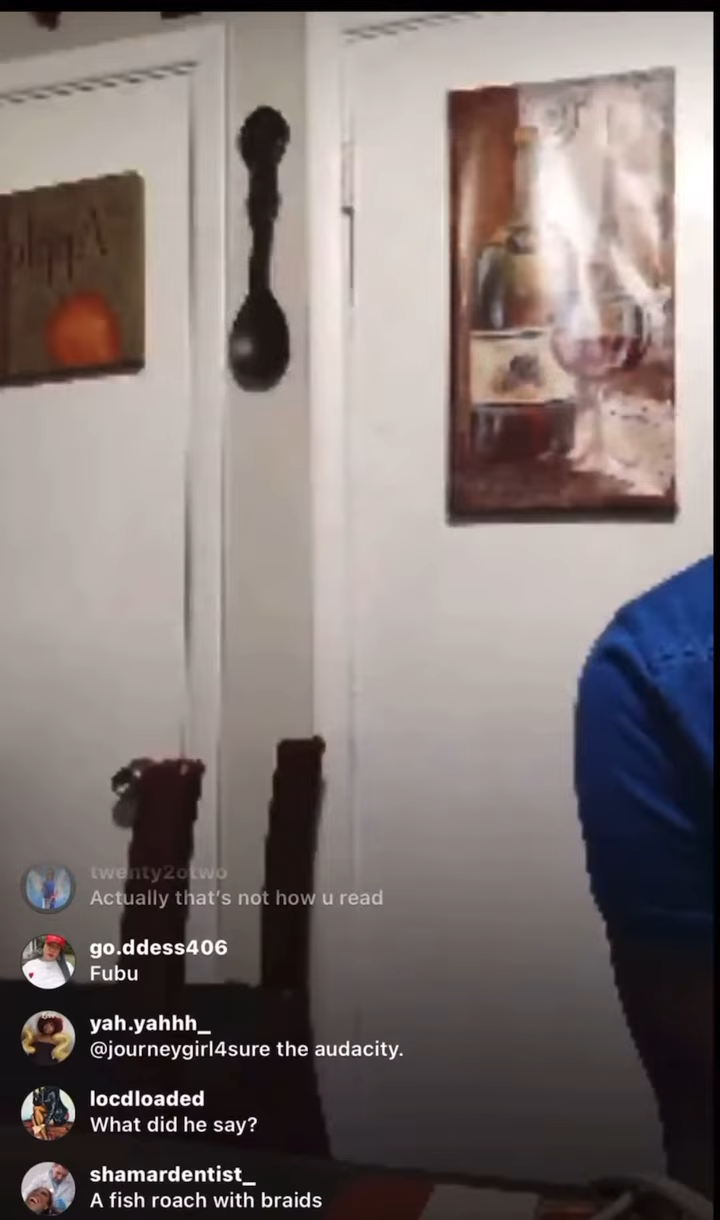 Apple
twenty2otwo
Actually that’s not how u read
go.ddess406
Fubu
yah.yahhh_
@journeygirl4sure the audacity.
locdloaded
What did he say?
shamardentist_
A fish roach with braids